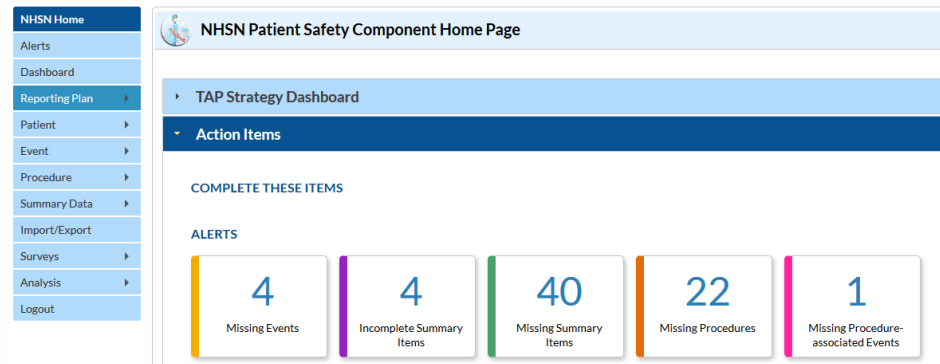 NHSN Home
Alerts
Dashboard
Reporting Plan
Patient
Event
Procedure
Summary Data
Import/Export
Surveys
Analysis
Logout
NHSN Patient Safety Component Home Page
TAP Strategy Dashboard
Action Items
COMPLETE THESE ITEMS
ALERTS
4
Missing Events
4
Incomplete Summary
Items
40
Missing Summary
Items
22
Missing Procedures
1
Missing Procedure-
associated Events